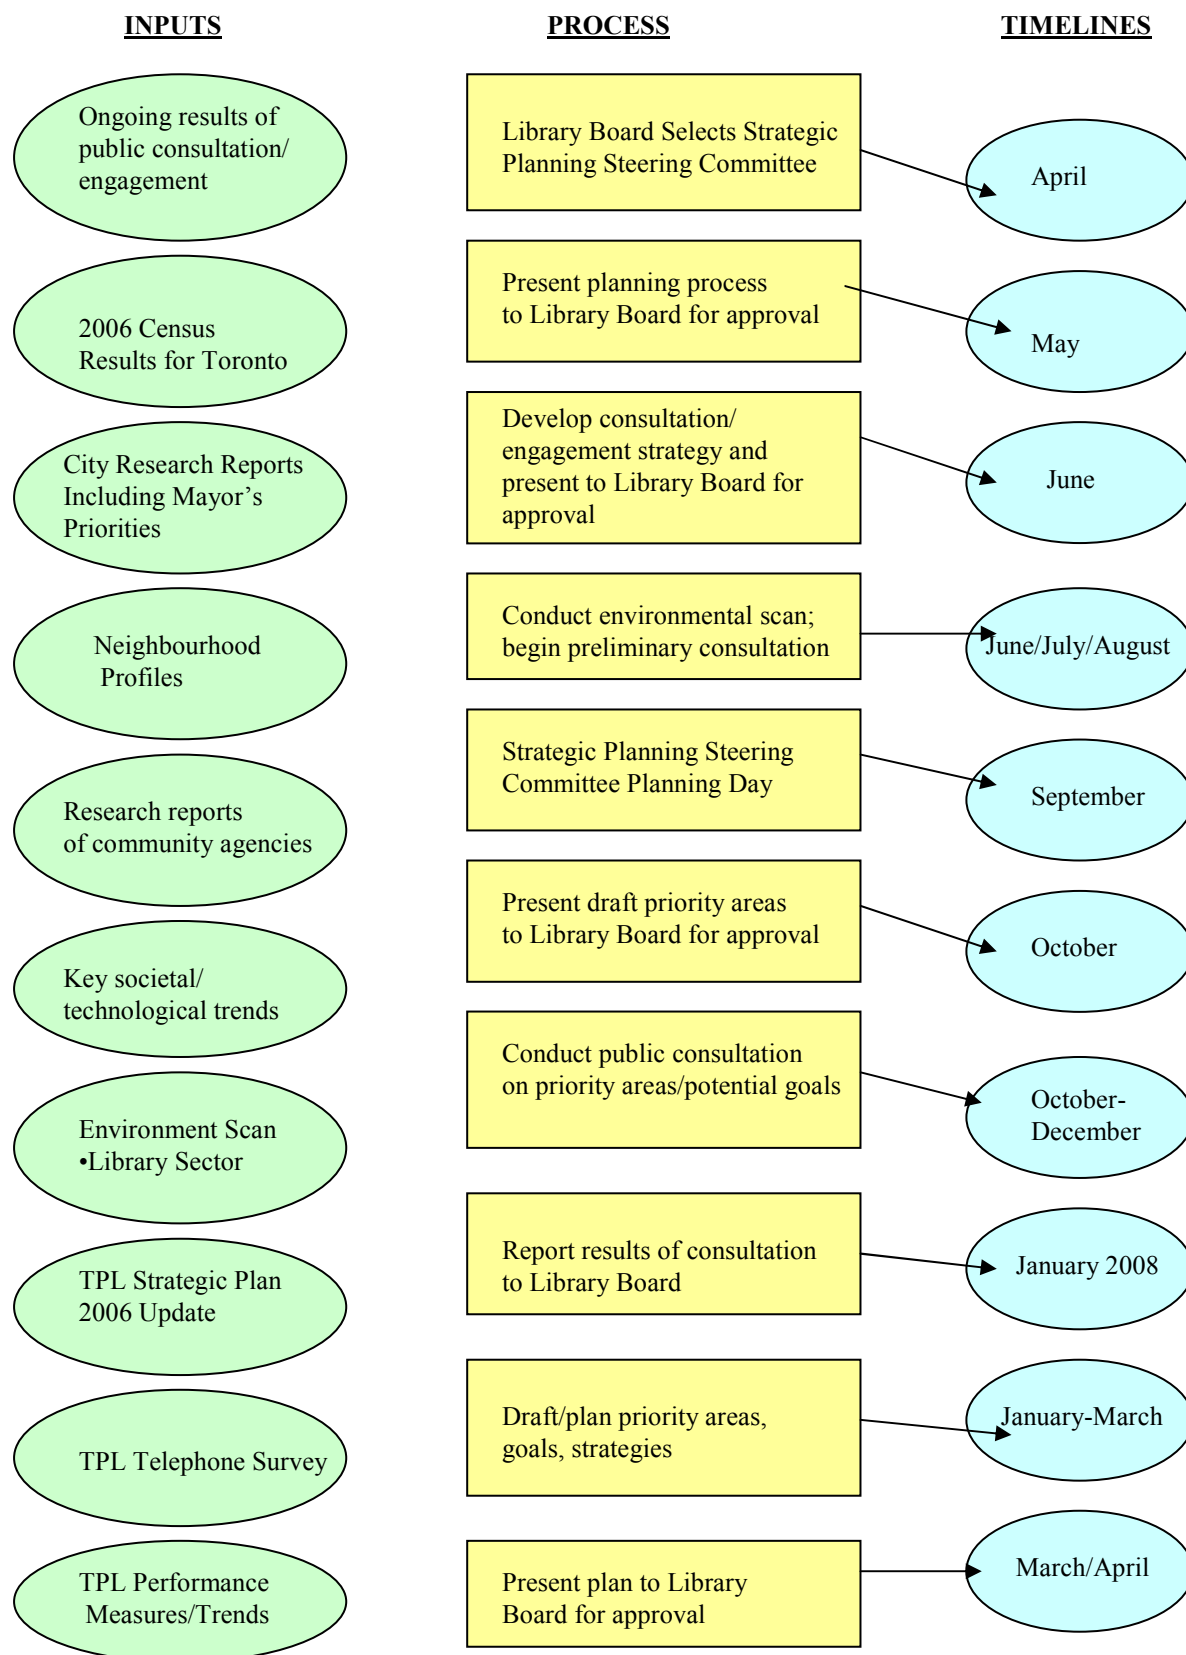 INPUTS
PROCESS
TIMELINES
Ongoing results of
public consultation/
engagement
Library Board Selects Strategic
Planning Steering Committee
April
2006 Census
Results for Toronto
Present planning process
to Library Board for approval
May
City Research Reports
Including Mayor’s
Priorities
Develop consultation/
engagement strategy and
present to Library Board for
approval
June
Neighbourhood
Profiles
Conduct environmental scan;
begin preliminary consultation
June/July/August
Research reports
of community agencies
Strategic Planning Steering
Committee Planning Day
September
Key societal/
technological trends
Present draft priority areas
to Library Board for approval
October
Environment Scan
•Library Sector
Conduct public consultation
on priority areas/potential goals
October-
December
TPL Strategic Plan
2006 Update
Report results of consultation
to Library Board
January 2008
TPL Telephone Survey
Draft/plan priority areas,
goals, strategies
January-March
TPL Performance
Measures/Trends
Present plan to Library
Board for approval
March/April